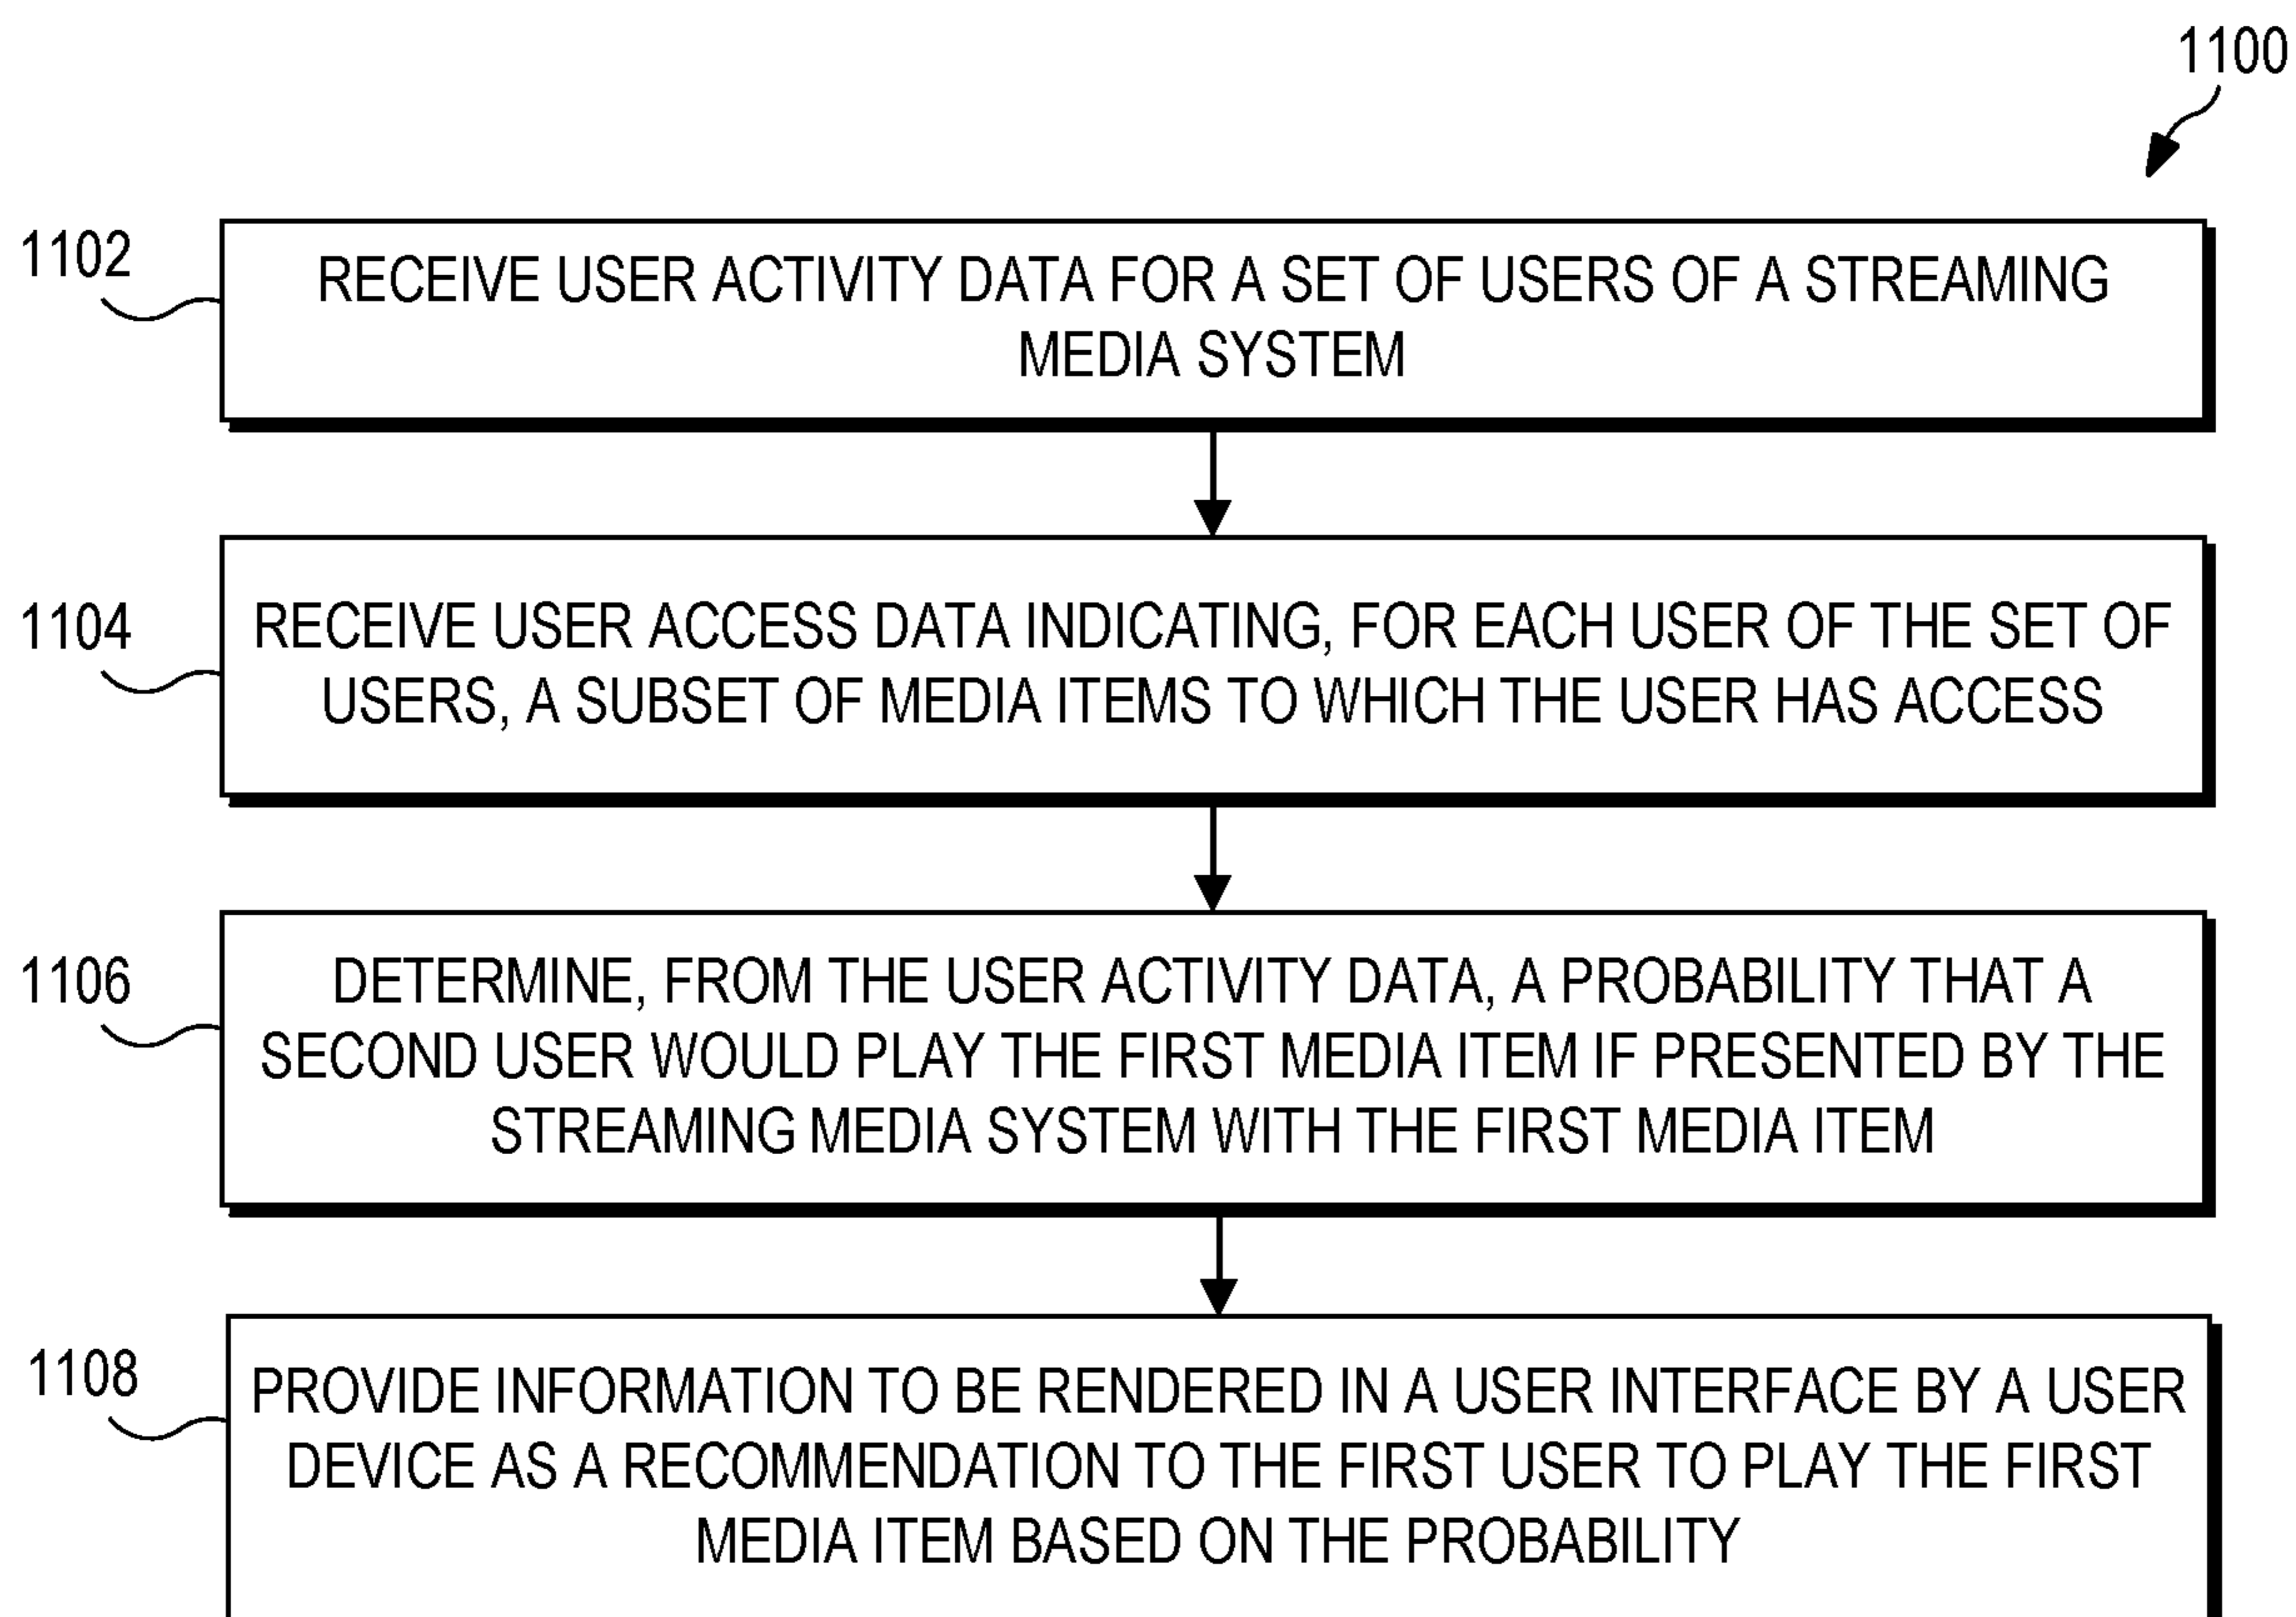 1100
1102
RECEIVE USER ACTIVITY DATA FOR A SET OF USERS OF A STREAMING
MEDIA SYSTEM
1104
RECEIVE USER ACCESS DATA INDICATING, FOR EACH USER OF THE SET OF
USERS, A SUBSET OF MEDIA ITEMS TO WHICH THE USER HAS ACCESS
1106
DETERMINE, FROM THE USER ACTIVITY DATA, A PROBABILITY THAT A
SECOND USER WOULD PLAY THE FIRST MEDIA ITEM IF PRESENTED BY THE
STREAMING MEDIA SYSTEM WITH THE FIRST MEDIA ITEM
1108
PROVIDE INFORMATION TO BE RENDERED IN A USER INTERFACE BY A USER
DEVICE AS A RECOMMENDATION TO THE FIRST USER TO PLAY THE FIRST
MEDIA ITEM BASED ON THE PROBABILITY